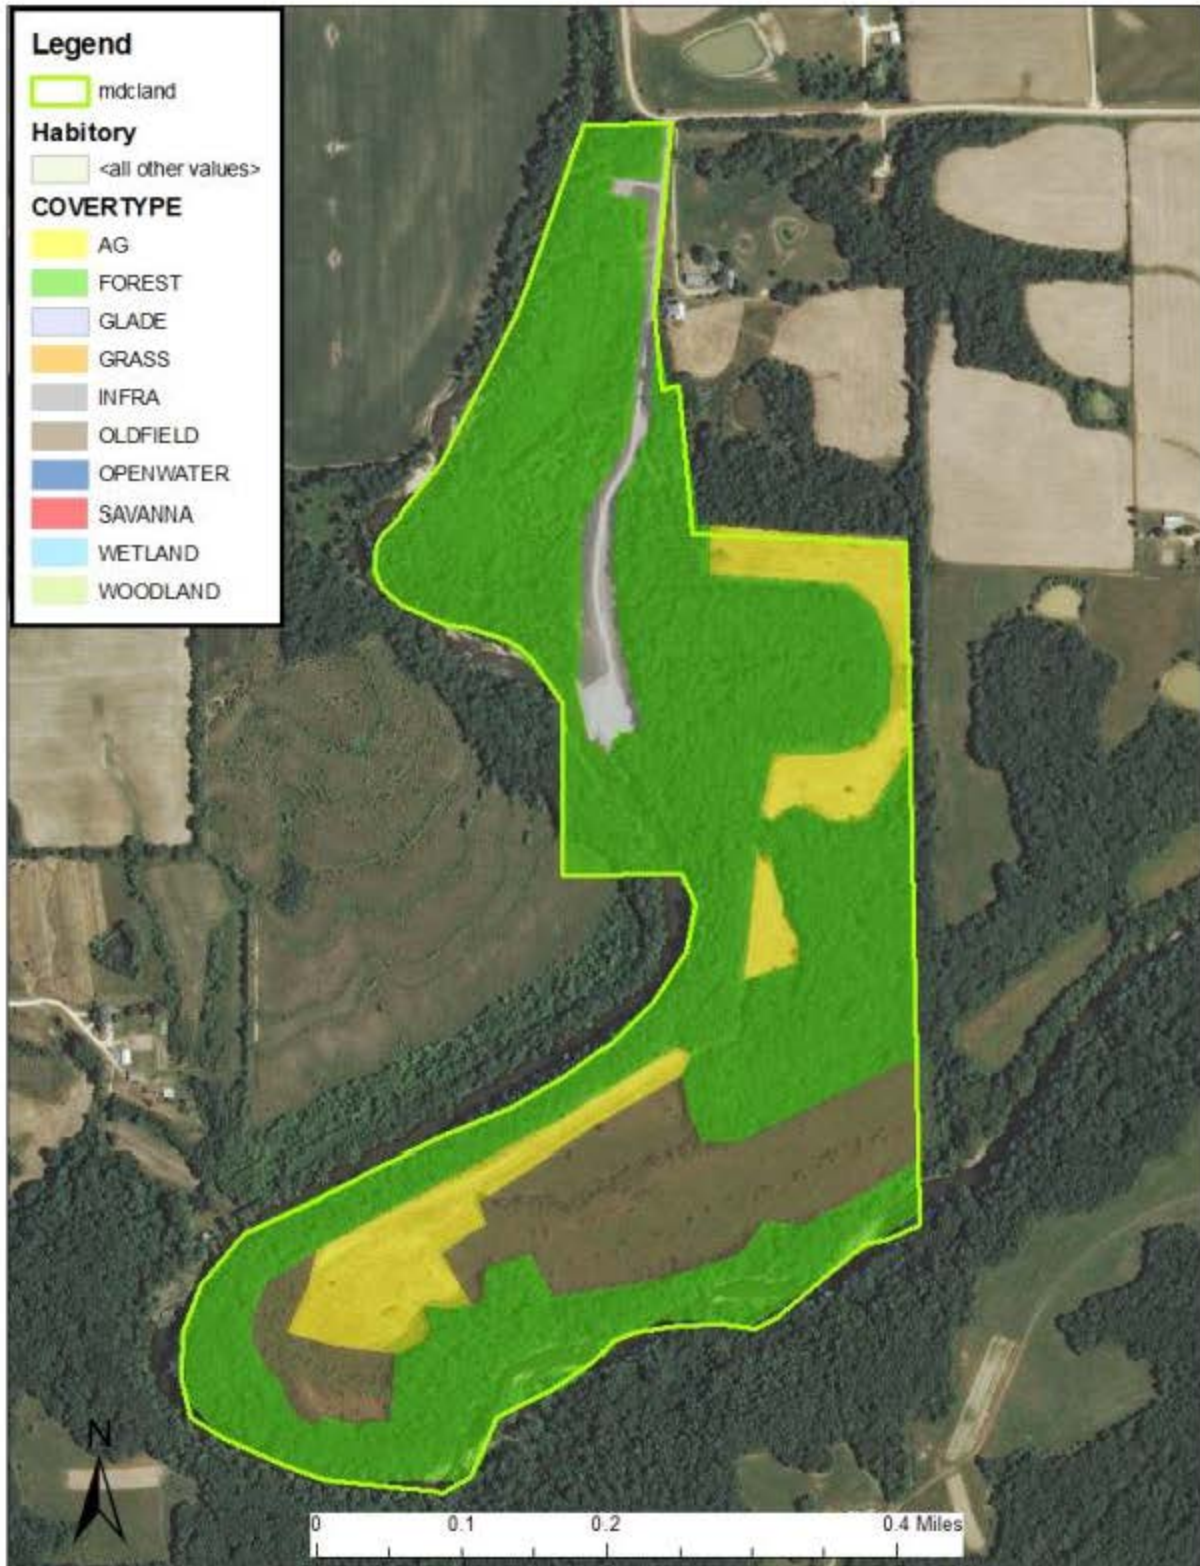 Legend
mdcland
Habitory
<all other values>
COVERTYPE
AG
FOREST
GLADE
GRASS
INFRA
OLDFIELD
OPENWATER
SAVANNA
WETLAND
WOODLAND
N
0 0.1 0.2 0.4 Miles